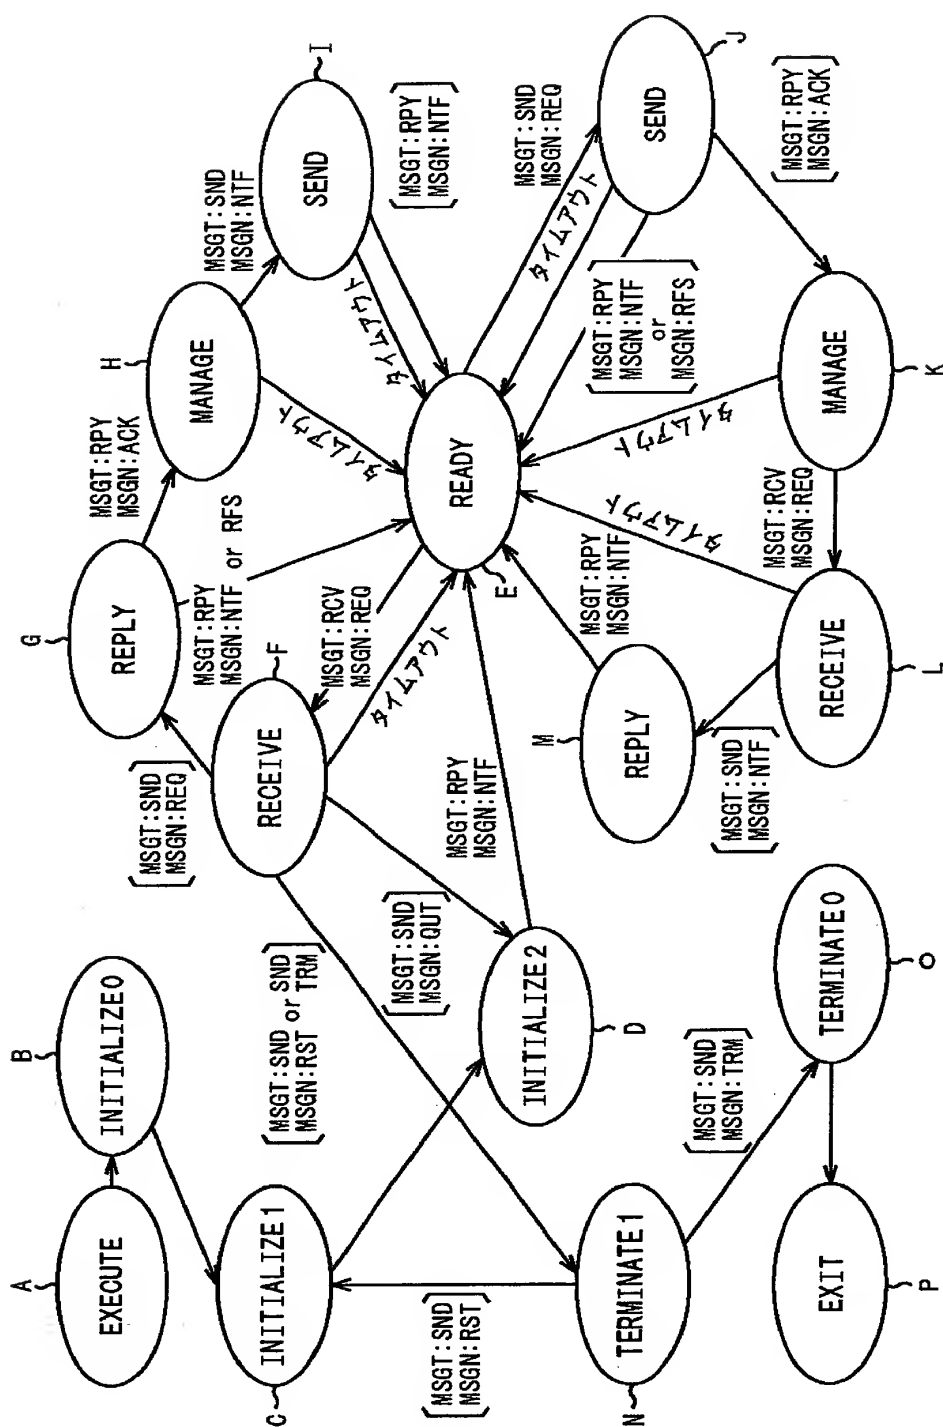 A
EXECUTE
B
INITIALIZE0
C
INITIALIZE1
MSGT:SND
MSGN:RST
N
TERMINATE1
MSGT:SND
MSGN:TRM
TERMINATE0
O
EXIT
P
INITIALIZE2
D
MSGT:SND or SND
MSGN:RST TRM
MSGT:SND
MSGN:QUT
MSGT:RPY
MSGN:NTF
MSGT:SND
MSGN:REQ
RECEIVE
F
G
REPLY
MSGT:RPY
MSGN:NTF or RFS
MSGT:RCV
MSGN:REQ
タイムアウト
MSGT:RPY
MSGN:ACK
H
MANAGE
タイムアウト
MSGT:SND
MSGN:NTF
I
SEND
タイムアウト
MSGT:RPY
MSGN:NTF
READY
E
MSGT:SND
MSGN:REQ
タイムアウト
MSGT:RPY
MSGN:NTF
or
MSGN:RFS
SEND
J
MSGT:RPY
MSGN:ACK
MANAGE
K
タイムアウト
MSGT:RCV
MSGN:REQ
RECEIVE
L
タイムアウト
MSGT:SND
MSGN:NTF
M
REPLY
MSGT:RPY
MSGN:NTF